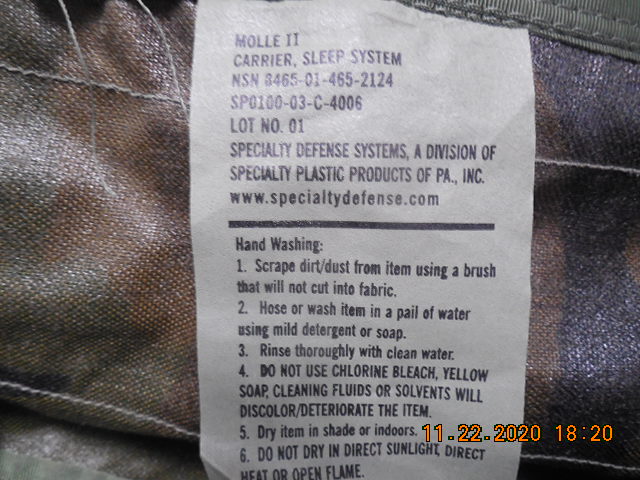 MOLLE II
CARRIER, SLEEP SYSTEM
NSN 8465-01-465-2124
SP0100-03-C-4006
LOT NO. 01
SPECIALTY DEFENSE SYSTEMS, A DIVISION OF
SPECIALTY PLASTIC PRODUCTS OF PA., INC.
www.specialtydefense.com
Hand Washing:
1. Scrape dirt/dust from item using a brush
that will not cut into fabric.
2. Hose or wash item in a pail of water
using mild detergent or soap.
3. Rinse thoroughly with clean water.
4. DO NOT USE CHLORINE BLEACH, YELLOW
SOAP, CLEANING FLUIDS OR SOLVENTS WILL
DISCOLOR/DETERIORATE THE ITEM.
5. Dry item in shade or indoors.
6. DO NOT DRY IN DIRECT SUNLIGHT, DIRECT
HEAT OR OPEN FLAME.
11.22.2020 18:20